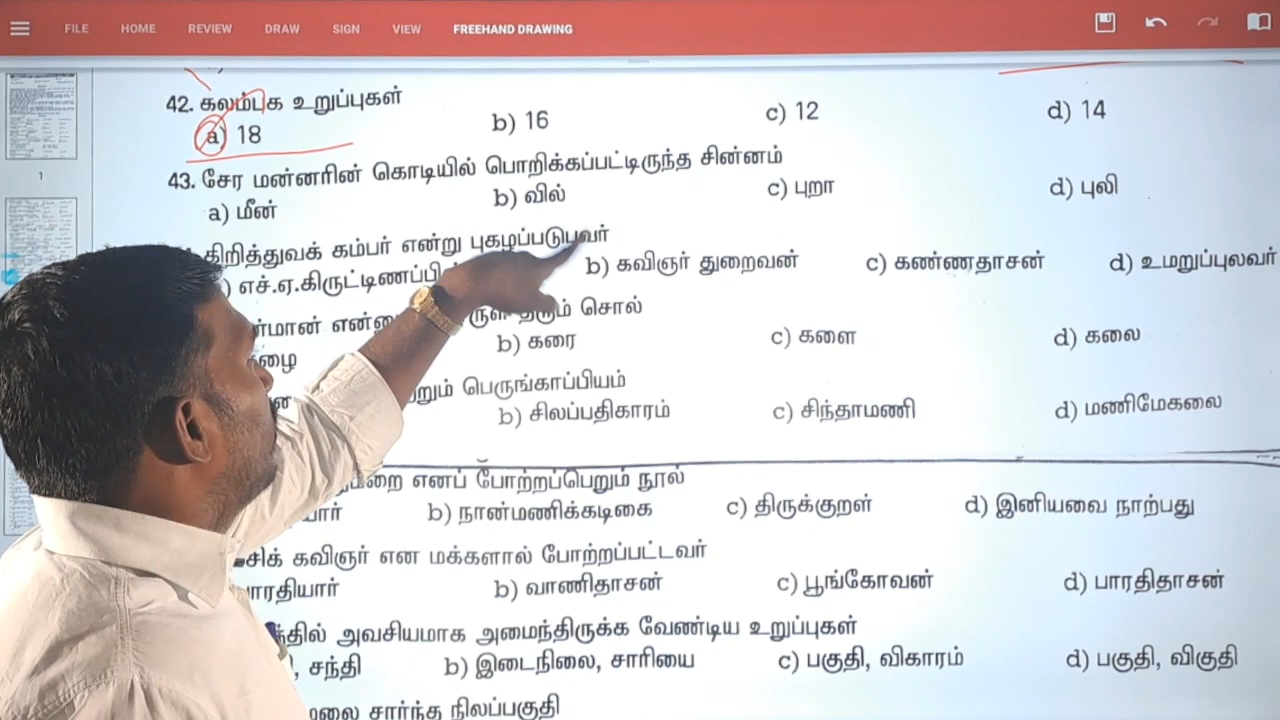 FILE HOME REVIEW DRAW SIGN VIEW FREEHAND DRAWING
42. கலம்பக உறுப்புகள்
a) 18 b) 16 c) 12 d) 14
43. சேர மன்னரின் கொடியில் பொறிக்கப்பட்டிருந்த சின்னம்
a) மீன் b) வில் c) புறா d) புலி
கிறித்துவக் கம்பர் என்று புகழப்படுபவர்
எச்.ஏ.கிருட்டிணப்பி b) கவிஞர் துறைவன் c) கண்ணதாசன் d) உமறுப்புலவர்
சொல்
b) கரை c) களை d) கலை
பெருங்காப்பியம்
b) சிலப்பதிகாரம் c) சிந்தாமணி d) மணிமேகலை
எனப் போற்றப்பெறும் நூல்
b) நான்மணிக்கடிகை c) திருக்குறள் d) இனியவை நாற்பது
கவிஞர் என மக்களால் போற்றப்பட்டவர்
b) வாணிதாசன் c) பூங்கோவன் d) பாரதிதாசன்
அவசியமாக அமைந்திருக்க வேண்டிய உறுப்புகள்
, சந்தி b) இடைநிலை, சாரியை c) பகுதி, விகாரம் d) பகுதி, விகுதி
சார்ந்த நிலப்பகுதி
1